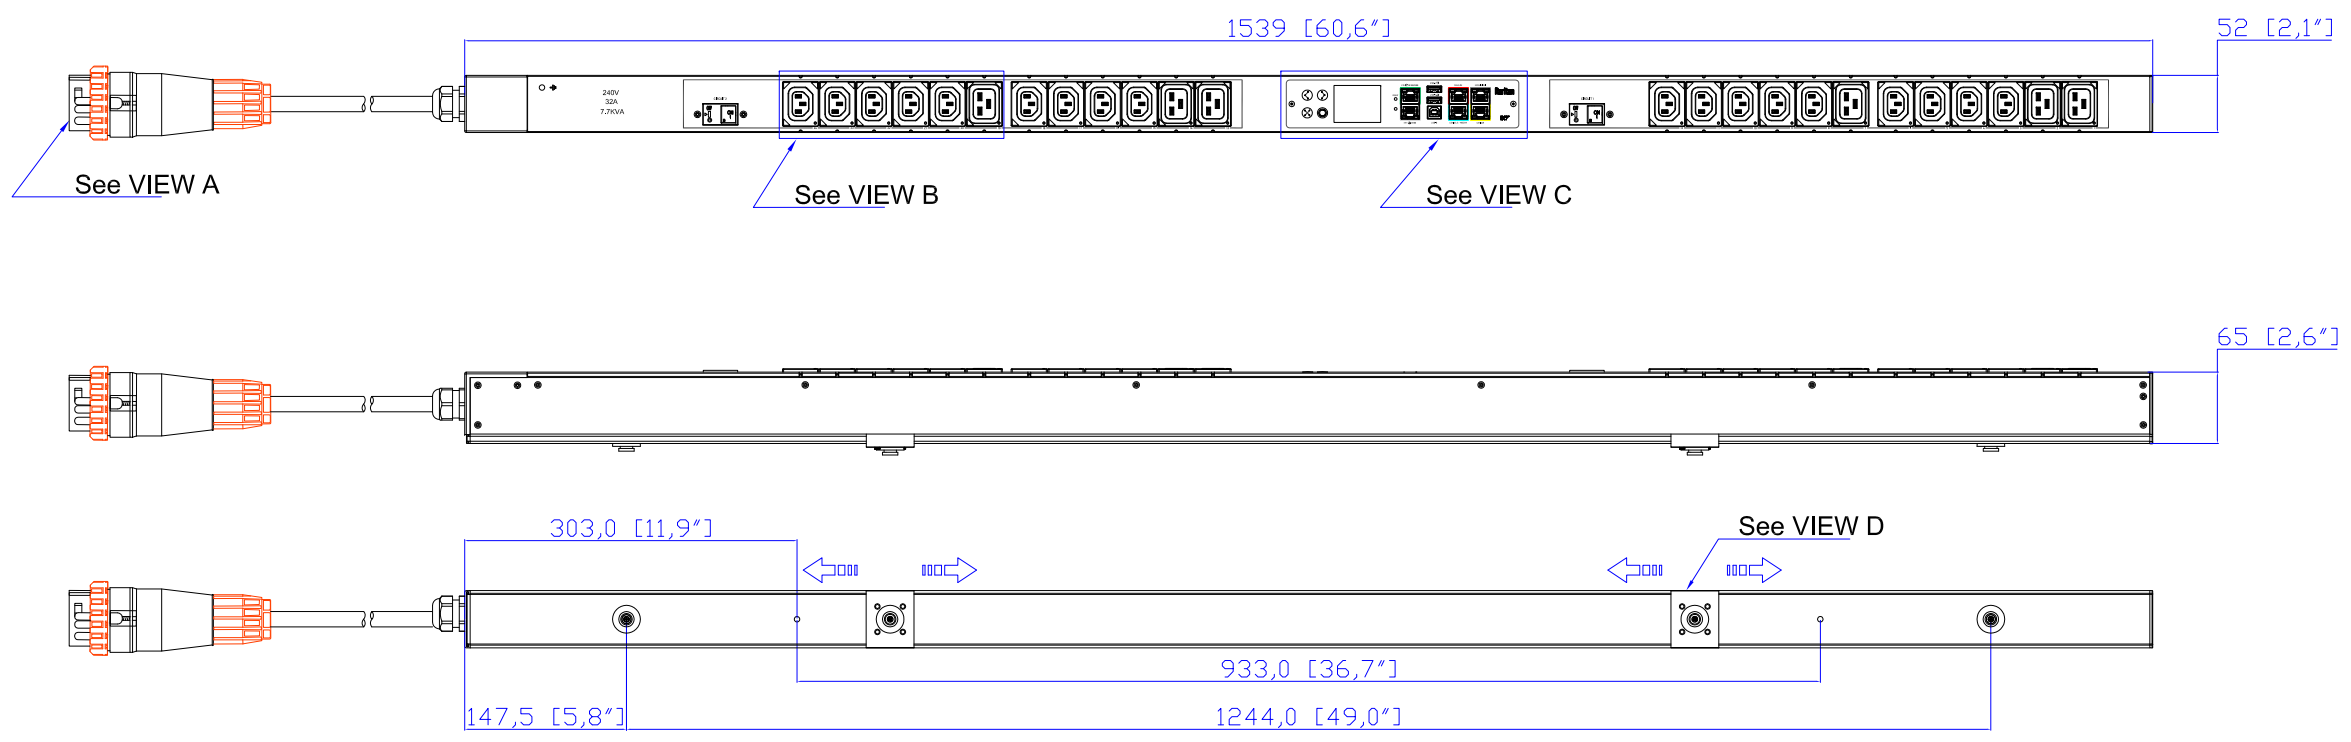 1539 [60,6"]
52 [2,1"]
240V
32A
7.7KVA
See VIEW A
See VIEW B
See VIEW C
65 [2,6"]
303,0 [11,9"]
See VIEW D
933,0 [36,7"]
147,5 [5,8"]
1244,0 [49,0"]